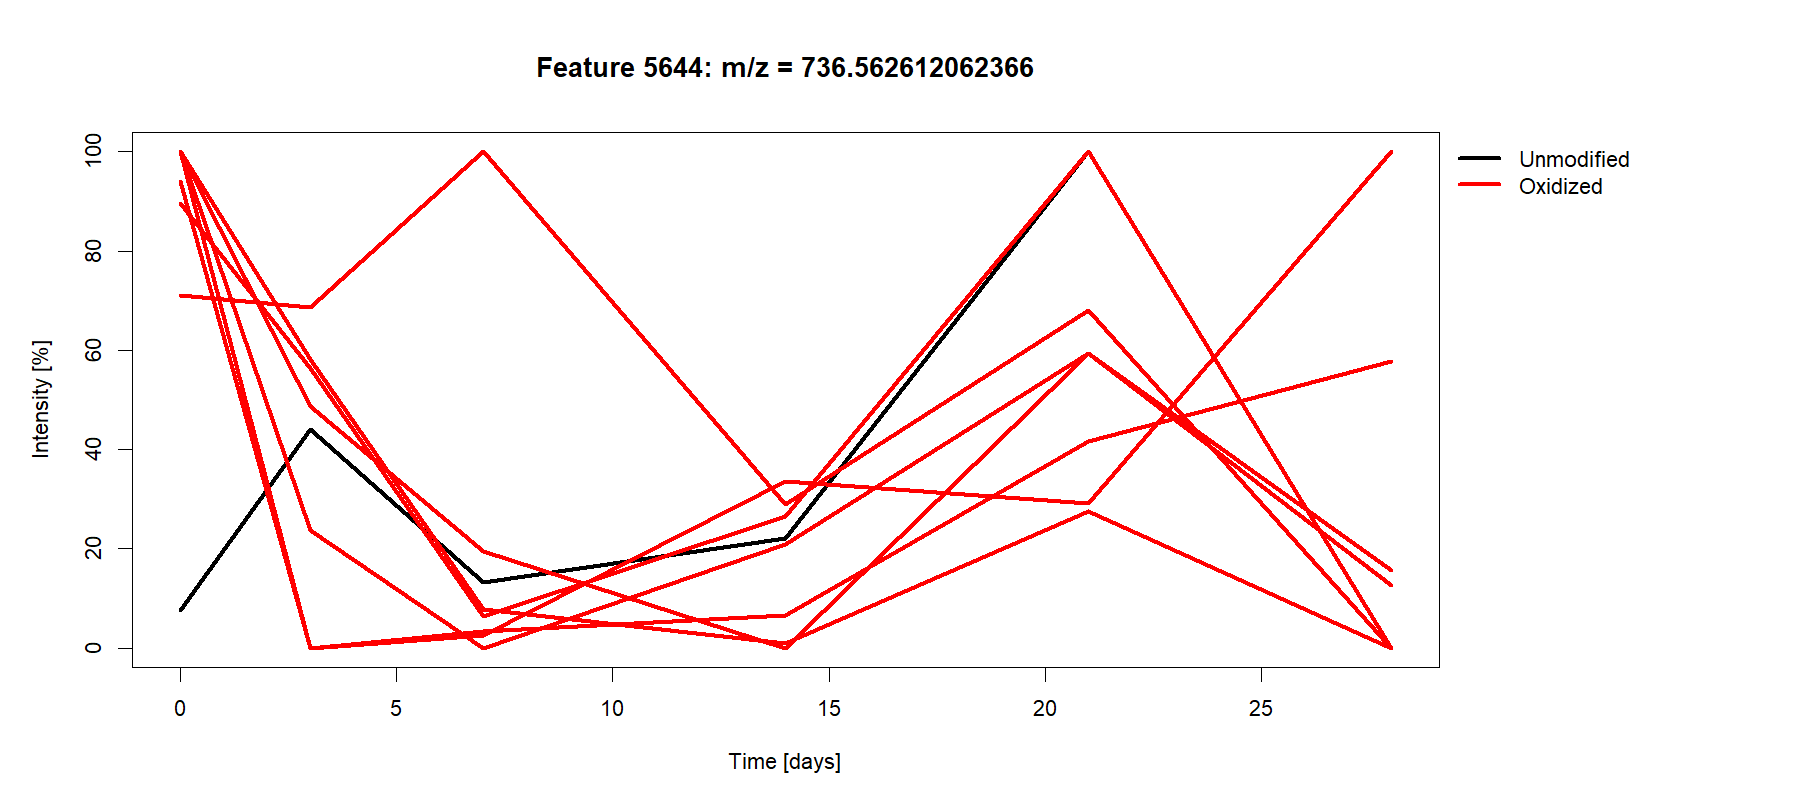 Feature 5644: m/z = 736.562612062366
Unmodified
Oxidized
Intensity [%]
100
80
60
40
20
0
0 5 10 15 20 25
Time [days]